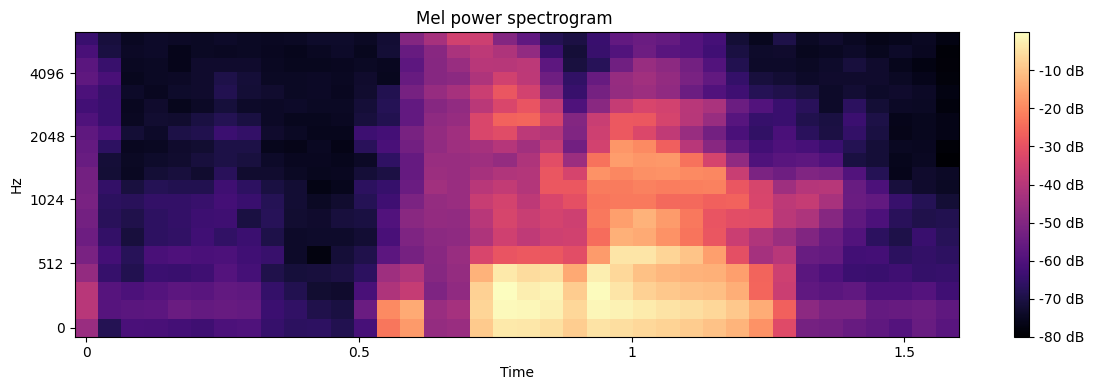 Mel power spectrogram
Hz
4096
2048
1024
512
0
0
0.5
1
1.5
Time
-10 dB
-20 dB
-30 dB
-40 dB
-50 dB
-60 dB
-70 dB
-80 dB